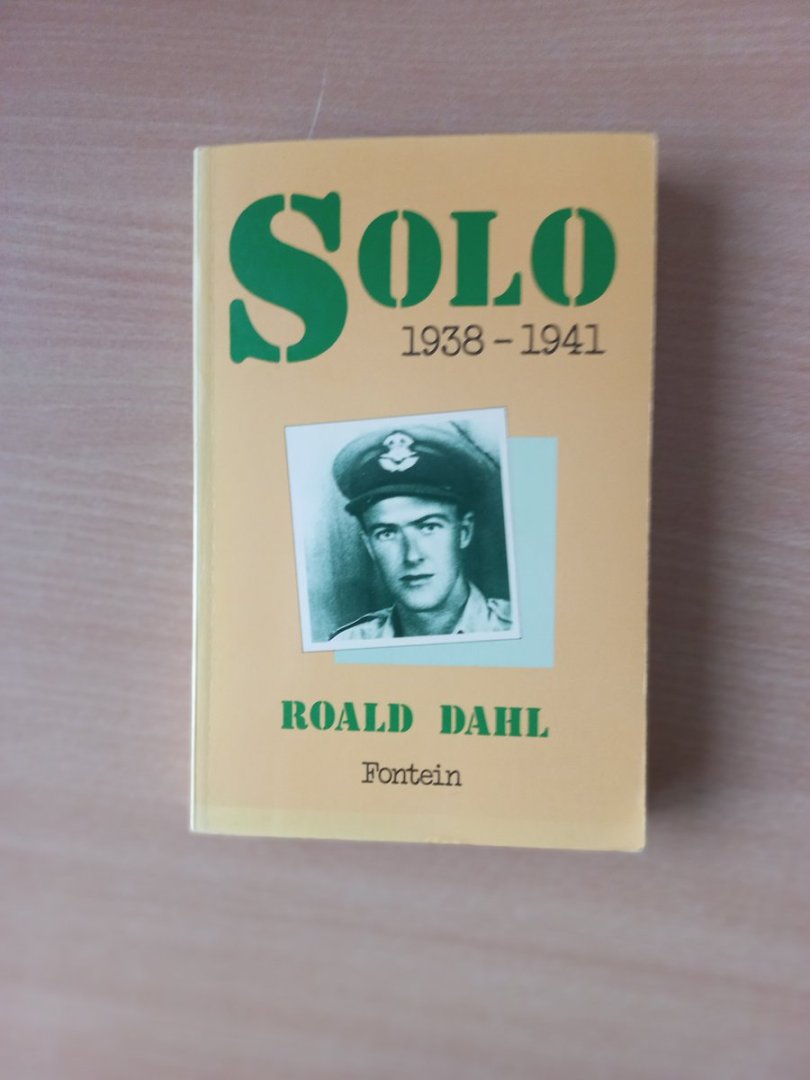 SOLO
1938 – 1941
ROALD DAHL
Fontein